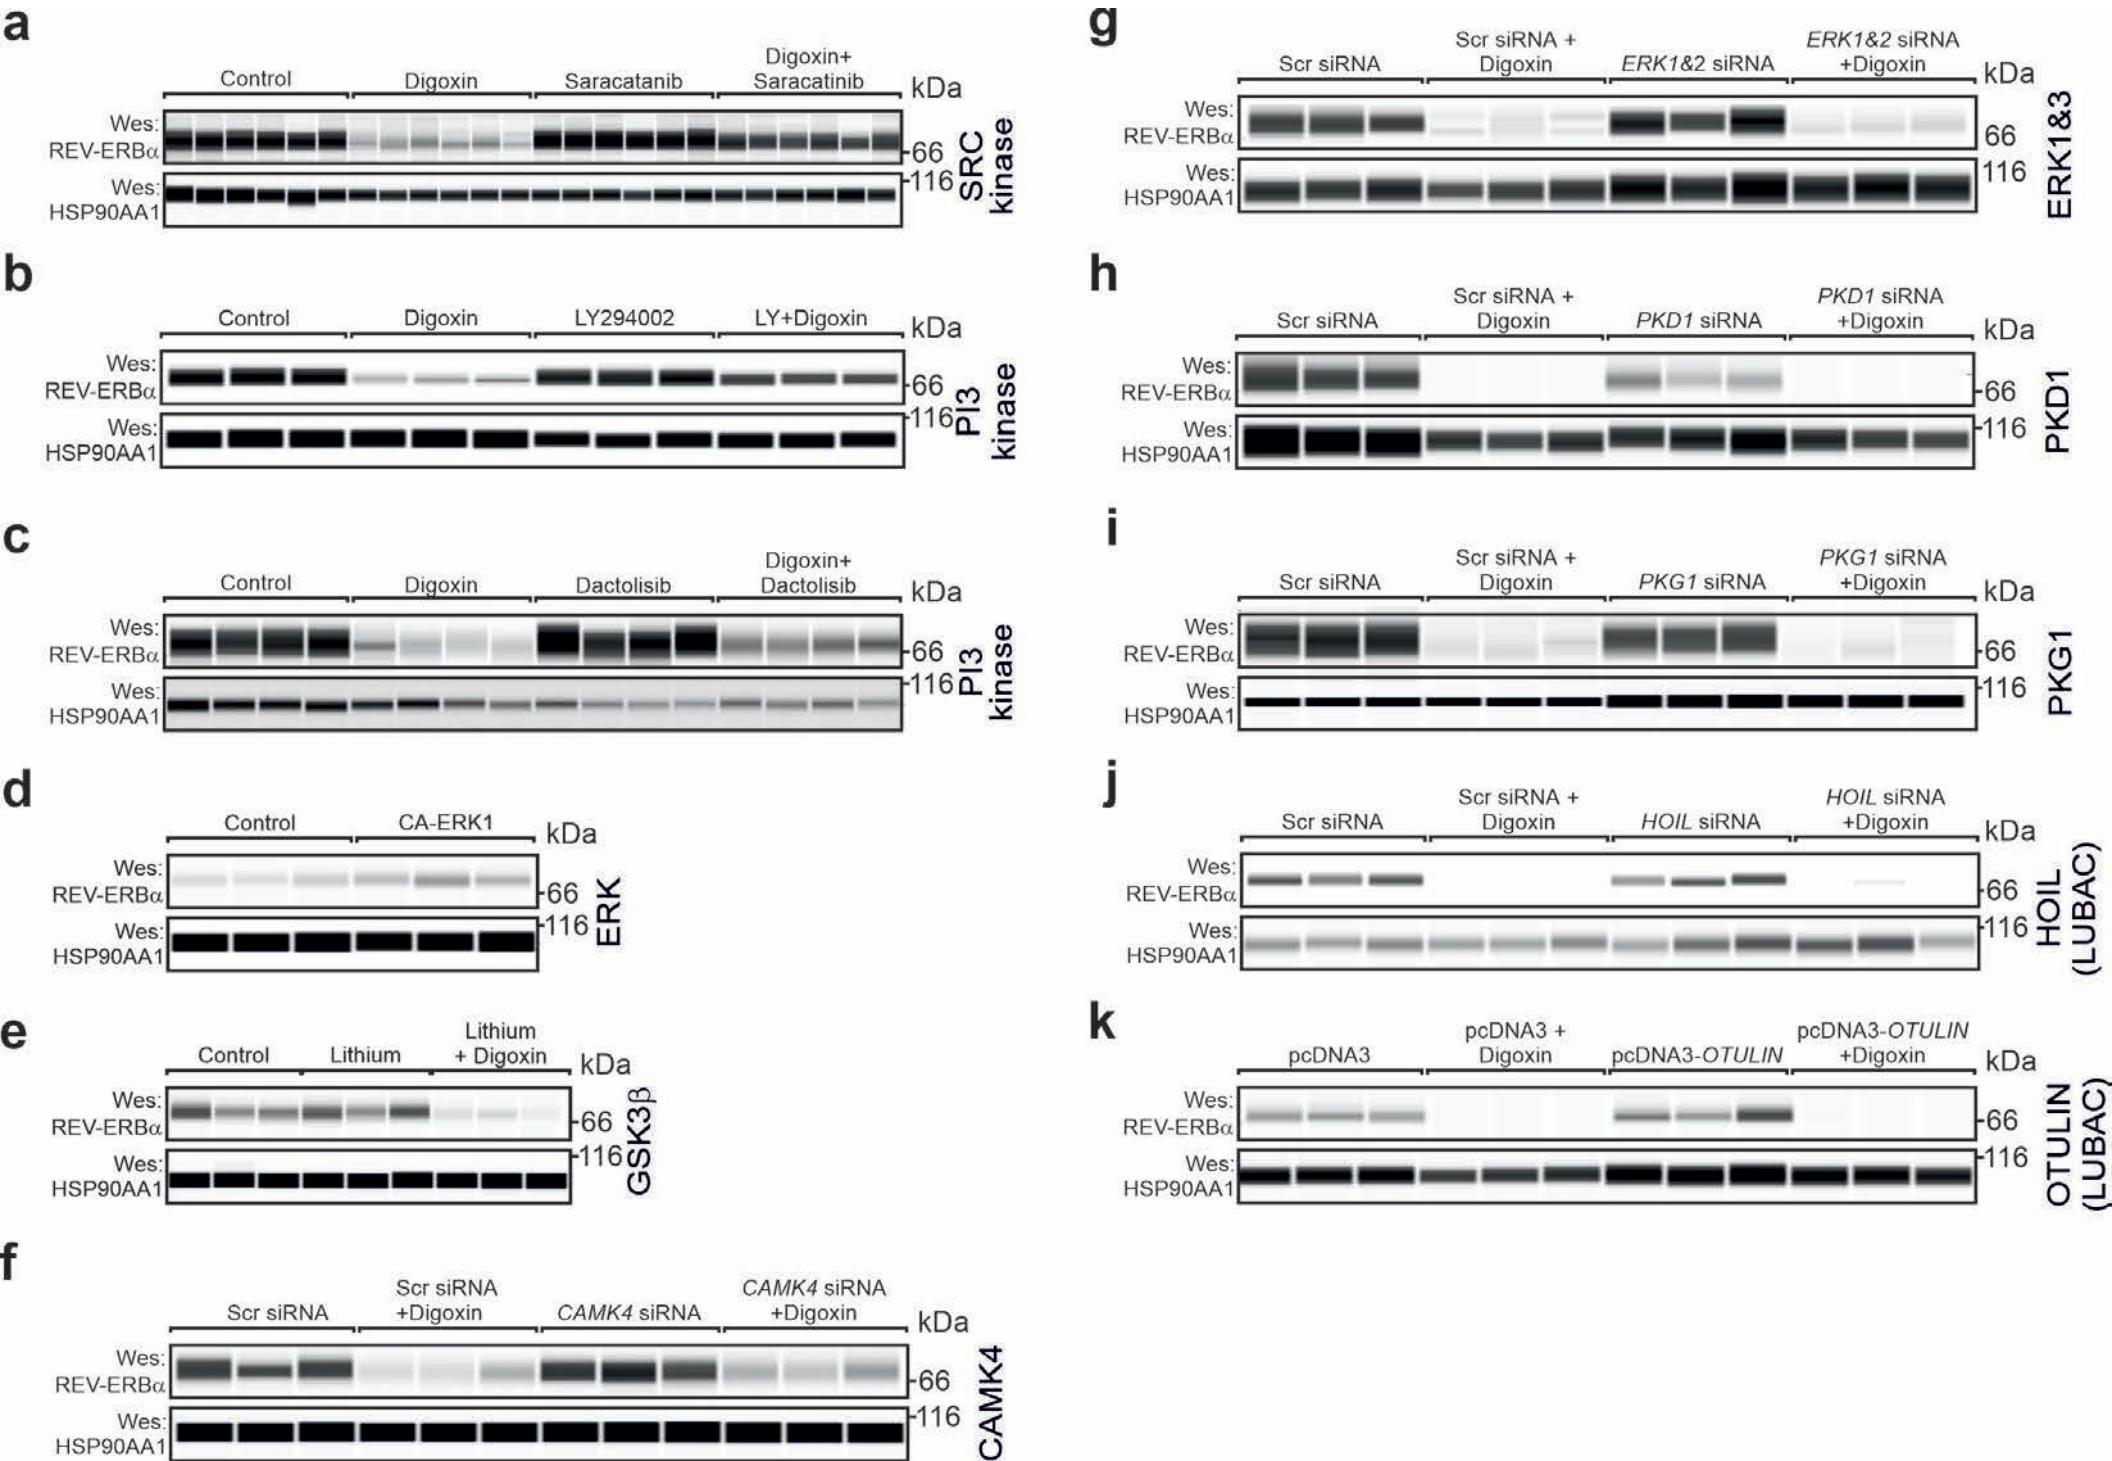 a
Digoxin+
Control Digoxin Saracatanib Saracatinib kDa
Wes:
REV-ERBα
66
Wes:
HSP90AA1
116
SRC
kinase
b
Control Digoxin LY294002 LY+Digoxin kDa
Wes:
REV-ERBα
66
Wes:
HSP90AA1
116
PI3
kinase
c
Digoxin+
Control Digoxin Dactolisib Dactolisib kDa
Wes:
REV-ERBα
66
Wes:
HSP90AA1
116
PI3
kinase
d
Control CA-ERK1 kDa
Wes:
REV-ERBα
66
Wes:
HSP90AA1
116
ERK
e
Lithium
Control Lithium + Digoxin kDa
Wes:
REV-ERBα
66
Wes:
HSP90AA1
116
GSK3β
f
Scr siRNA CAMK4 siRNA
Scr siRNA +Digoxin CAMK4 siRNA +Digoxin kDa
Wes:
REV-ERBα
66
Wes:
HSP90AA1
116
CAMK4
g
Scr siRNA + ERK1&2 siRNA
Scr siRNA Digoxin ERK1&2 siRNA +Digoxin kDa
Wes:
REV-ERBα
66
Wes:
HSP90AA1
116
ERK1&3
h
Scr siRNA + PKD1 siRNA
Scr siRNA Digoxin PKD1 siRNA +Digoxin kDa
Wes:
REV-ERBα
66
Wes:
HSP90AA1
116
PKD1
i
Scr siRNA + PKG1 siRNA
Scr siRNA Digoxin PKG1 siRNA +Digoxin kDa
Wes:
REV-ERBα
66
Wes:
HSP90AA1
116
PKG1
j
Scr siRNA + HOIL siRNA
Scr siRNA Digoxin HOIL siRNA +Digoxin kDa
Wes:
REV-ERBα
66
Wes:
HSP90AA1
116
HOIL
(LUBAC)
k
pcDNA3 + pcDNA3-OTULIN
pcDNA3 Digoxin pcDNA3-OTULIN +Digoxin kDa
Wes:
REV-ERBα
66
Wes:
HSP90AA1
116
OTULIN
(LUBAC)